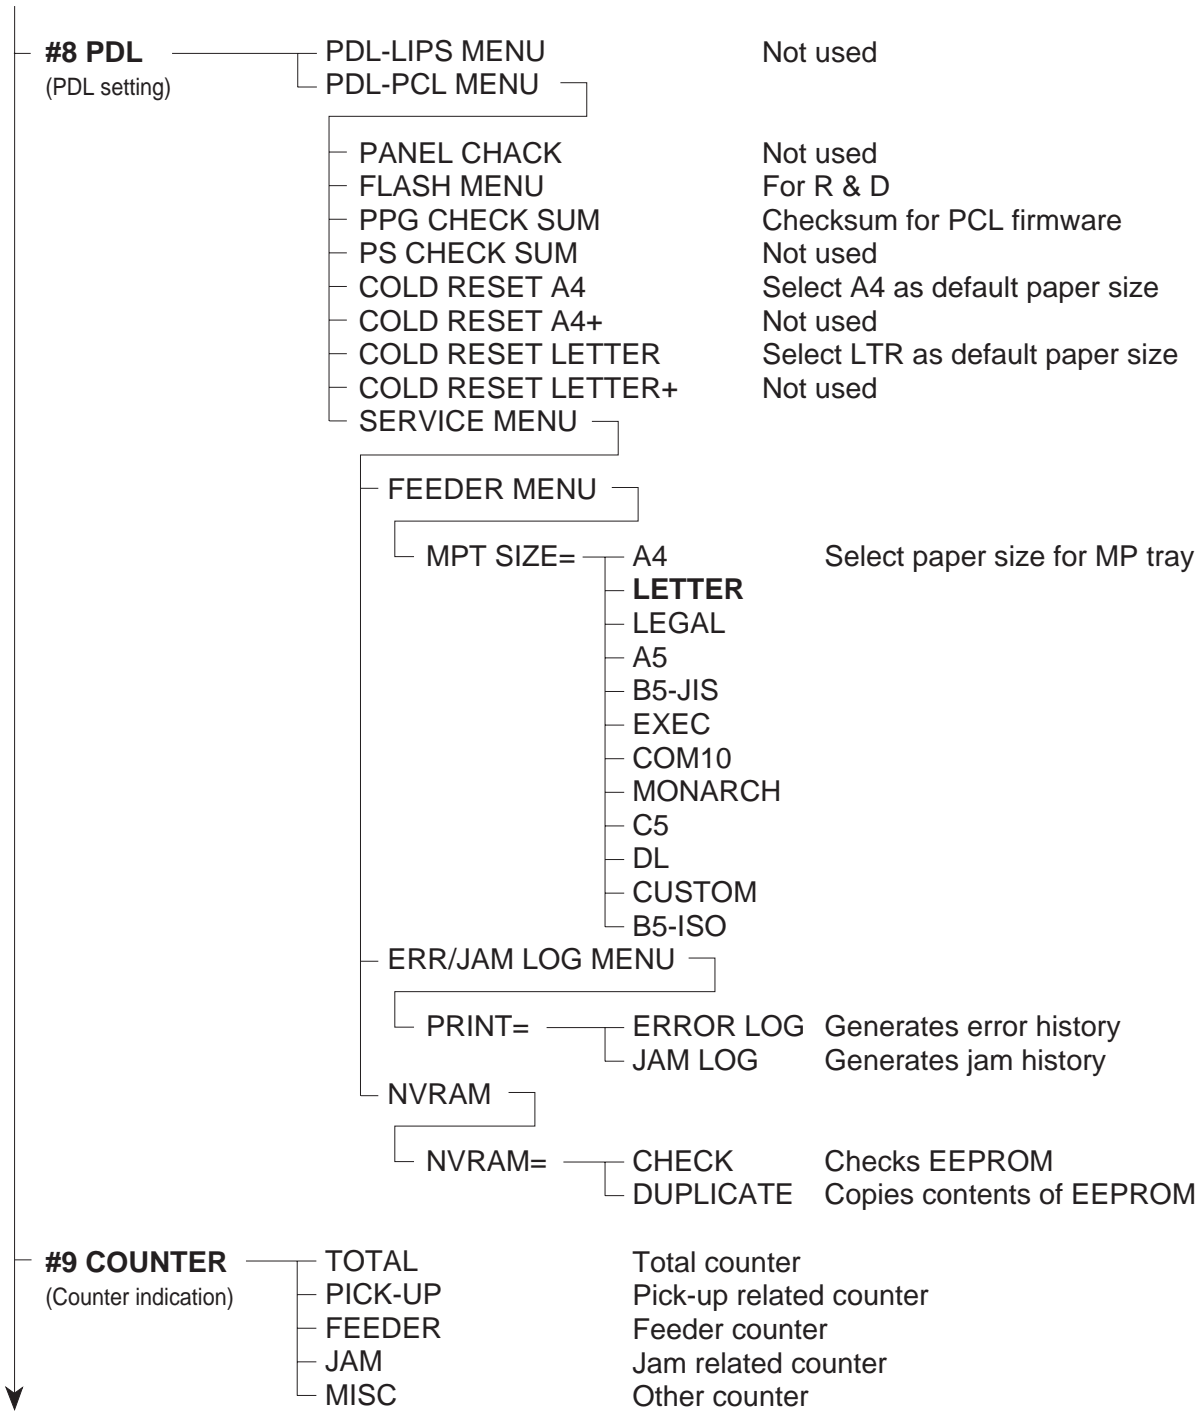 #8 PDL PDL-LIPS MENU Not used
(PDL setting) PDL-PCL MENU
PANEL CHACK Not used
FLASH MENU For R & D
PPG CHECK SUM Checksum for PCL firmware
PS CHECK SUM Not used
COLD RESET A4 Select A4 as default paper size
COLD RESET A4+ Not used
COLD RESET LETTER Select LTR as default paper size
COLD RESET LETTER+ Not used
SERVICE MENU
FEEDER MENU
MPT SIZE= A4 Select paper size for MP tray
LETTER
LEGAL
A5
B5-JIS
EXEC
COM10
MONARCH
C5
DL
CUSTOM
B5-ISO
ERR/JAM LOG MENU
PRINT= ERROR LOG Generates error history
JAM LOG Generates jam history
NVRAM
NVRAM= CHECK Checks EEPROM
DUPLICATE Copies contents of EEPROM
#9 COUNTER TOTAL Total counter
(Counter indication) PICK-UP Pick-up related counter
FEEDER Feeder counter
JAM Jam related counter
MISC Other counter